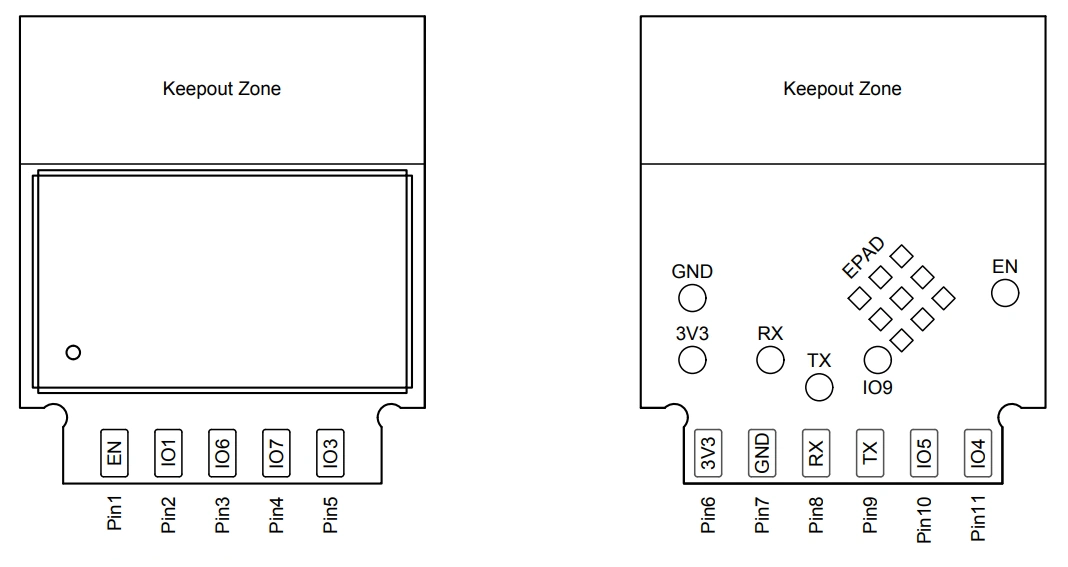 Keepout Zone
EN
IO1
IO6
IO7
IO3
Pin1
Pin2
Pin3
Pin4
Pin5
Keepout Zone
EPAD
GND
EN
3V3
RX
TX
IO9
3V3
GND
RX
TX
IO5
IO4
Pin6
Pin7
Pin8
Pin9
Pin10
Pin11